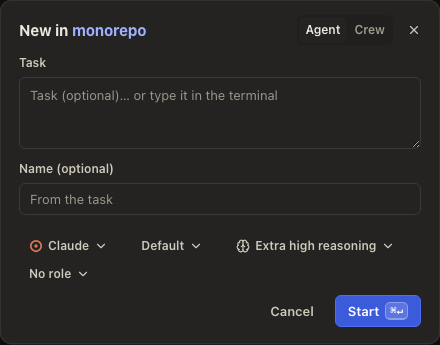 New in monorepo
Agent
Crew
Task
Task (optional)... or type it in the terminal
Name (optional)
From the task
Claude
Default
Extra high reasoning
No role
Cancel
Start ⌘↵